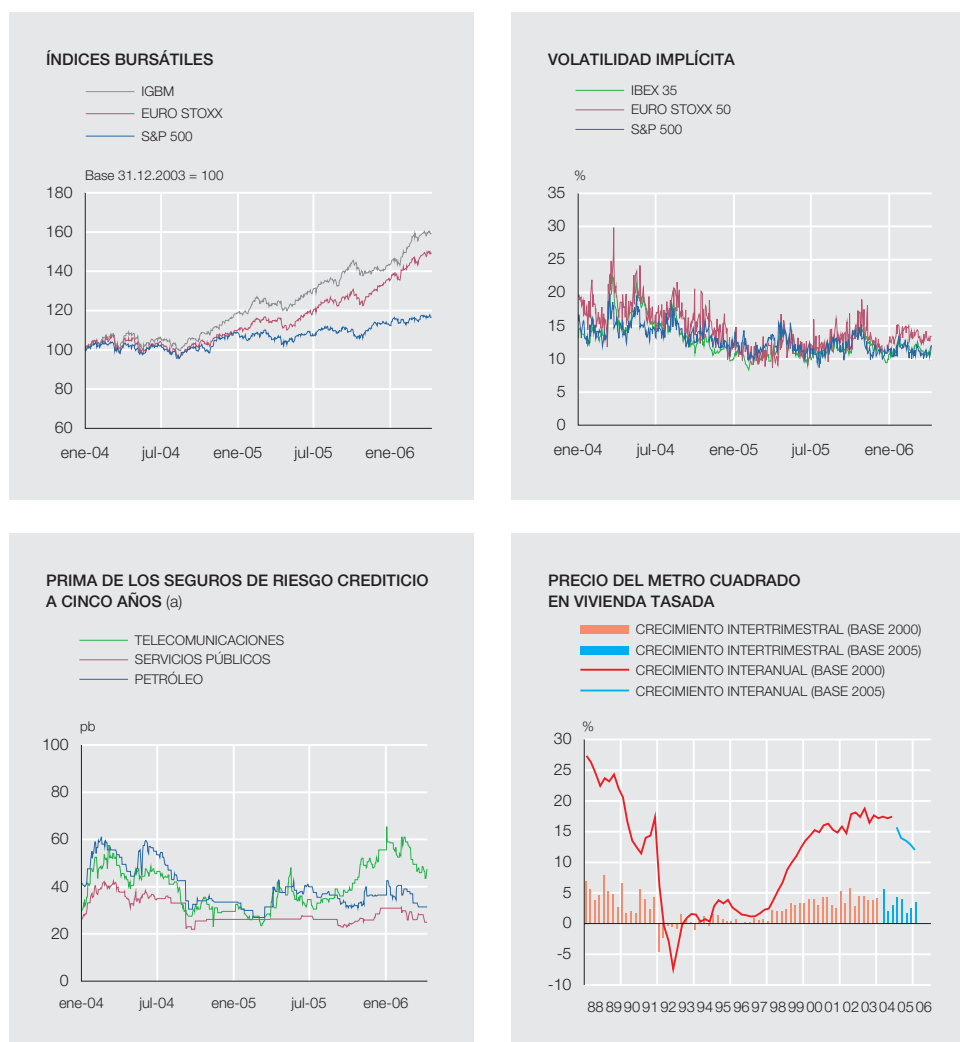 ÍNDICES BURSÁTILES
IGBM
EURO STOXX
S&P 500
Base 31.12.2003 = 100
180
160
140
120
100
80
60
ene-04 jul-04 ene-05 jul-05 ene-06
VOLATILIDAD IMPLÍCITA
IBEX 35
EURO STOXX 50
S&P 500
%
35
30
25
20
15
10
5
0
ene-04 jul-04 ene-05 jul-05 ene-06
PRIMA DE LOS SEGUROS DE RIESGO CREDITICIO
A CINCO AÑOS (a)
TELECOMUNICACIONES
SERVICIOS PÚBLICOS
PETRÓLEO
pb
100
80
60
40
20
0
ene-04 jul-04 ene-05 jul-05 ene-06
PRECIO DEL METRO CUADRADO
EN VIVIENDA TASADA
CRECIMIENTO INTERTRIMESTRAL (BASE 2000)
CRECIMIENTO INTERTRIMESTRAL (BASE 2005)
CRECIMIENTO INTERANUAL (BASE 2000)
CRECIMIENTO INTERANUAL (BASE 2005)
%
30
25
20
15
10
5
0
-5
-10
88 89 90 91 92 93 94 95 96 97 98 99 00 01 02 03 04 05 06